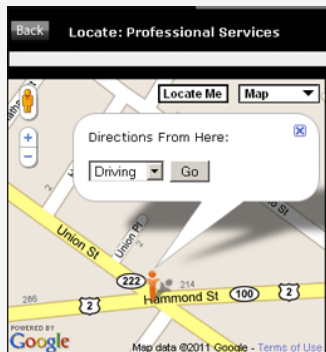 Back Locate: Professional Services
Locate Me Map
Directions From Here:
Driving Go
Union St
Union Pl
St
222
214
286 2 Hammond St 100 2
POWERED BY
Google
Map data ©2011 Google - Terms of Use